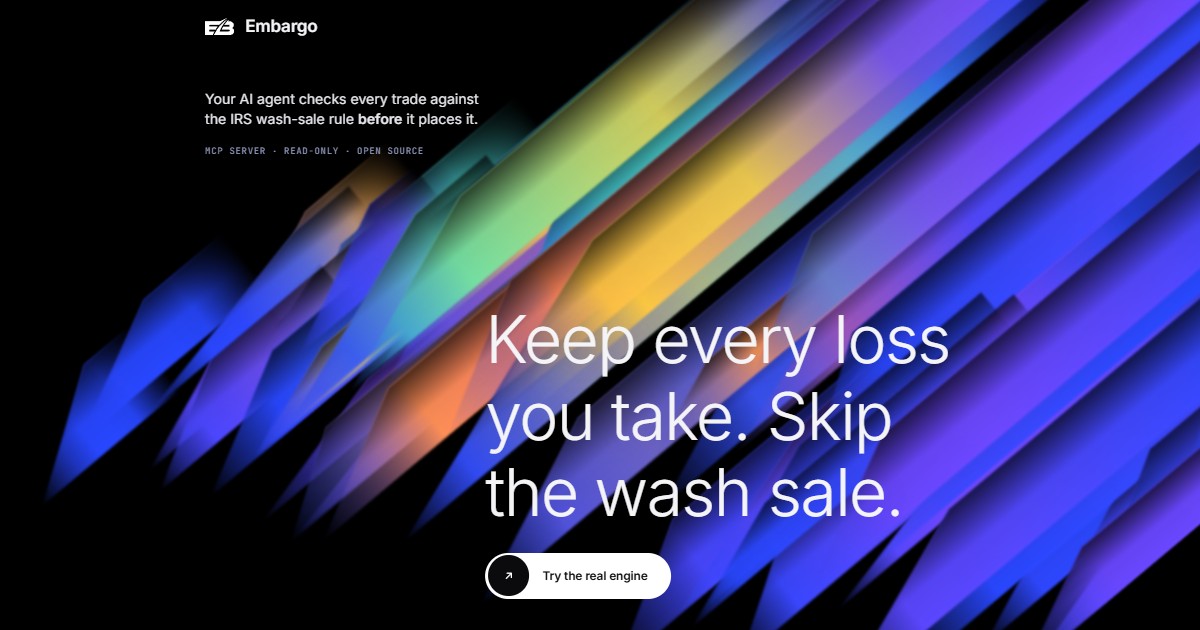 EB Embargo
Your AI agent checks every trade against
the IRS wash-sale rule before it places it.
MCP SERVER · READ-ONLY · OPEN SOURCE
Keep every loss
you take. Skip
the wash sale.
Try the real engine